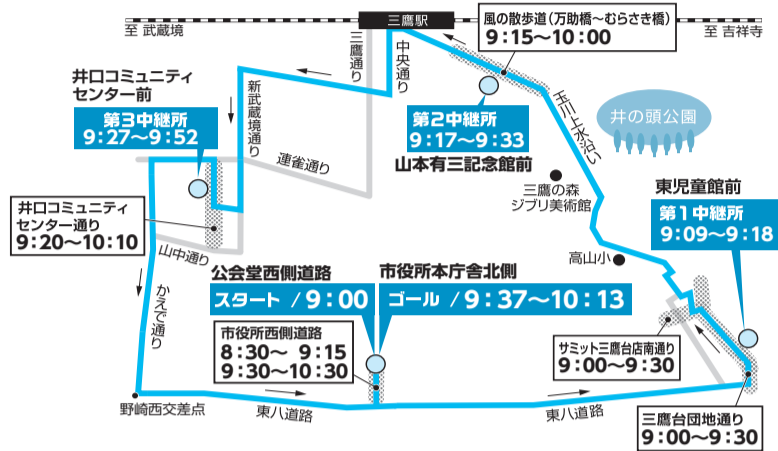 至 武蔵境
三鷹駅
至 吉祥寺
風の散歩道(万助橋~むらさき橋)
9:15~10:00
三鷹通り
中央通り
井口コミュニティ
センター前
第3中継所
9:27~9:52
新武蔵境通り
連雀通り
第2中継所
9:17~9:33
山本有三記念館前
玉川上水沿い
井の頭公園
三鷹の森
ジブリ美術館
東児童館前
第1中継所
9:09~9:18
井口コミュニティ
センター通り
9:20~10:10
山中通り
かえで通り
高山小
公会堂西側道路
スタート / 9:00
市役所本庁舎北側
ゴール / 9:37~10:13
市役所西側道路
8:30~ 9:15
9:30~10:30
サミット三鷹台店南通り
9:00~9:30
野崎西交差点
東八道路
東八道路
三鷹台団地通り
9:00~9:30